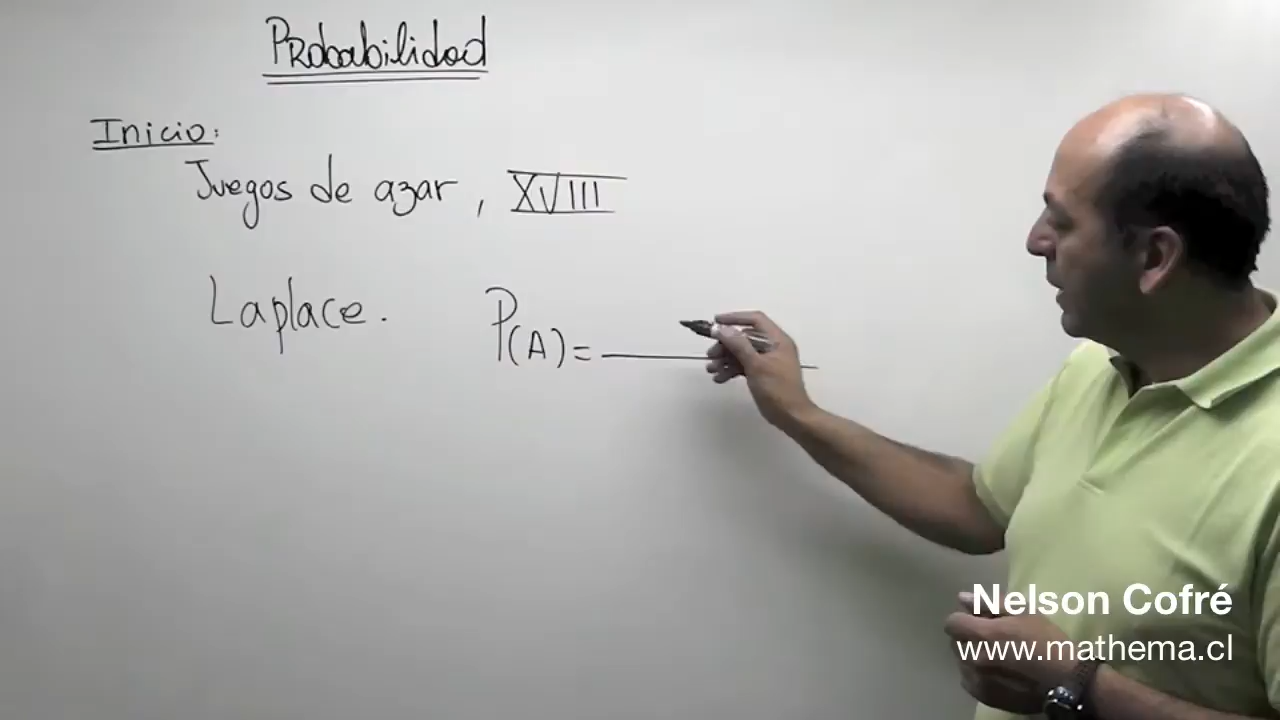 Probabilidad
Inicio:
Juegos de azar, XVIII
Laplace. P(A)=
Nelson Cofré
www.mathema.cl